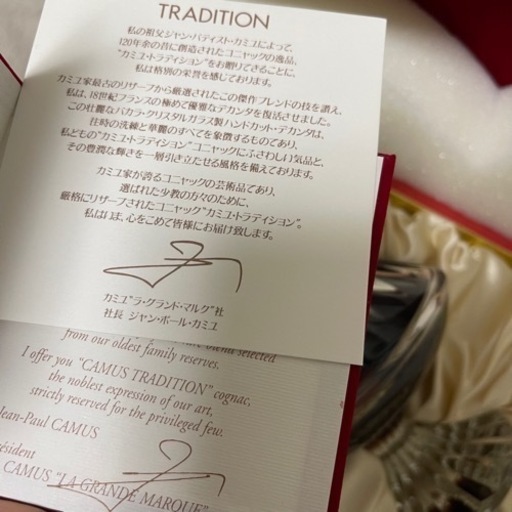 TRADITION
私の祖父ジャン・バティスト・カミユによって、
120年余の昔に創造されたコニャックの逸品、
“カミユ・トラディション”をお贈りできることに、
私は格別の栄誉を感じております。
カミユ家最古のリザーフから厳選されたこの傑作ブレンドの技を讃え、
私は、18世紀フランスの極めて優雅なデカンタを復活させました。
この壮麗なバカラ・クリスタルガラス製ハンドカット・デカンタは、
往時の洗練と華麗のすべてを象徴するものであり、
私どもの“カミユ・トラディション”コニャックにふさわしい気品と、
その豊潤な輝きを一層引き立たせる風格を備えております。
カミユ家が誇るコニャックの芸術品であり、
選ばれた少数の方々のために、
厳格にリザーフされたコニャック“カミユ・トラディション”。
私はいま、心をこめて皆様にお届け致します。
カミユ“ラ・グランド・マルク”社
社長 ジャン・ポール・カミユ
selected
from our oldest family reserves.
I offer you "CAMUS TRADITION" cognac,
the noblest expression of our art,
strictly reserved for the privileged few.
Jean-Paul CAMUS
résident
CAMUS "LA GRANDE MARQUE"